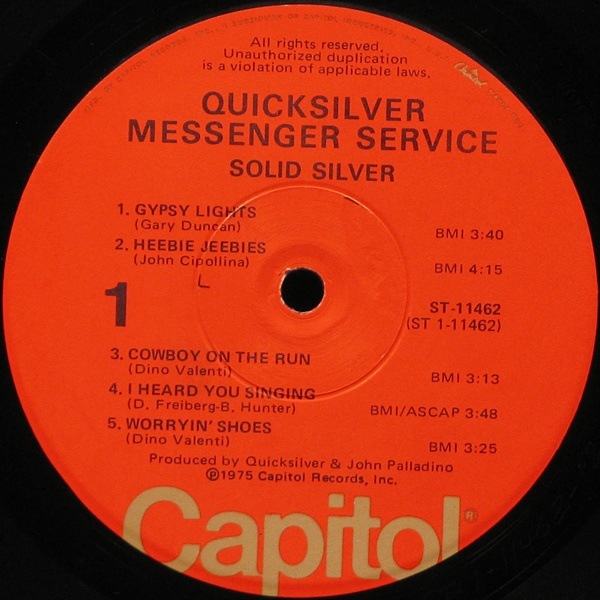 All rights reserved.
Unauthorized duplication
is a violation of applicable laws.
Capitol
QUICKSILVER
MESSENGER SERVICE
SOLID SILVER
1. GYPSY LIGHTS
(Gary Duncan)
BMI 3:40
2. HEEBIE JEEBIES
(John Cipollina)
BMI 4:15
1
ST-11462
(ST 1-11462)
3. COWBOY ON THE RUN
(Dino Valenti)
BMI 3:13
4. I HEARD YOU SINGING
(D. Freiberg-B. Hunter)
BMI/ASCAP 3:48
5. WORRYIN' SHOES
(Dino Valenti)
BMI 3:25
Produced by Quicksilver & John Palladino
℗1975 Capitol Records, Inc.
Capitol®